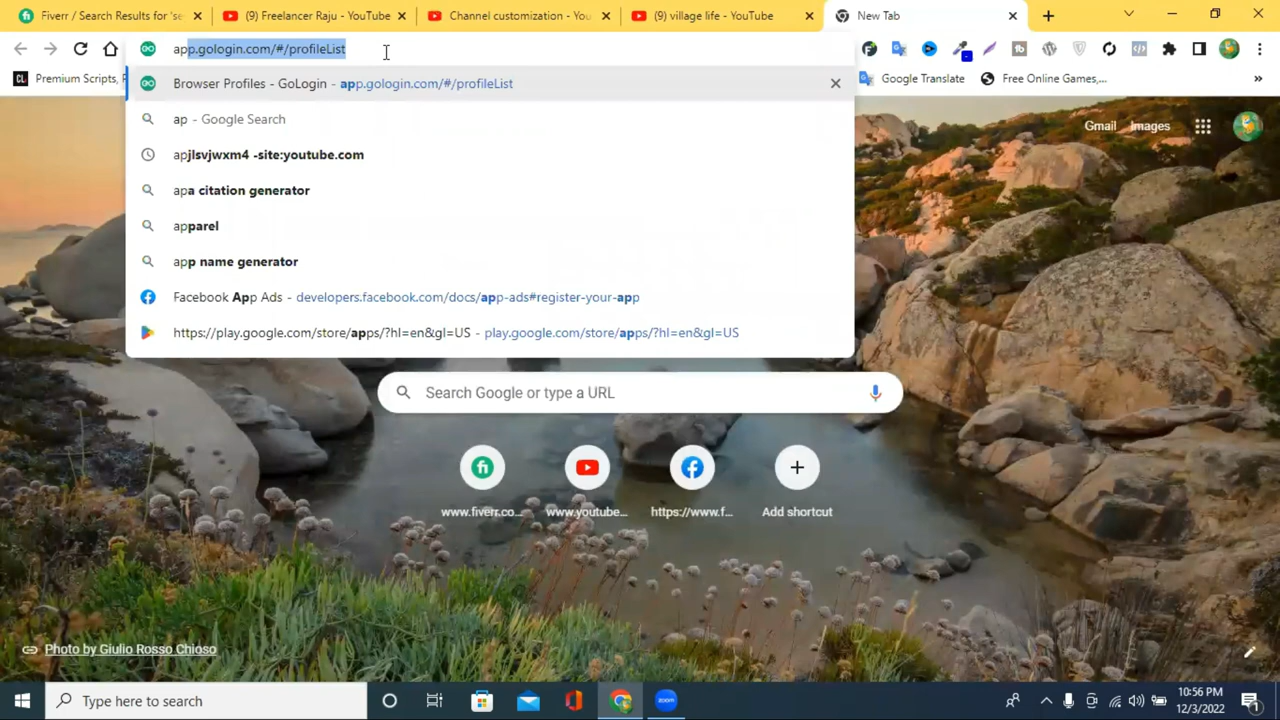 Fiverr / Search Results for 'se
(9) Freelancer Raju - YouTube
Channel customization - You
(9) village life - YouTube
New Tab
app.gologin.com/#/profileList
Premium Scripts, P
Google Translate
Free Online Games,...
»
Browser Profiles - GoLogin - app.gologin.com/#/profileList
ap - Google Search
apjlsvjwxm4 -site:youtube.com
apa citation generator
apparel
app name generator
Facebook App Ads - developers.facebook.com/docs/app-ads#register-your-app
https://play.google.com/store/apps/?hl=en&gl=US - play.google.com/store/apps/?hl=en&gl=US
Gmail Images
Search Google or type a URL
www.fiverr.co...
www.youtube...
https://www.f...
Add shortcut
Photo by Giulio Rosso Chioso
Type here to search
zoom
10:56 PM
12/3/2022
1